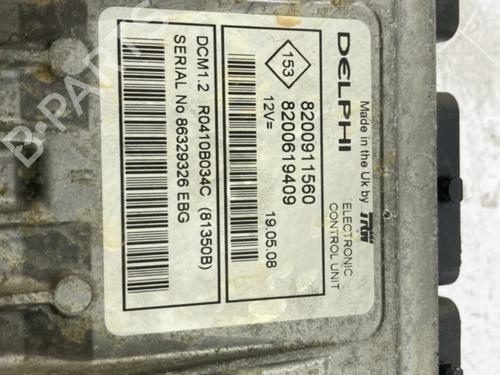 DELPHI
Made in the Uk by TRW
ELECTRONIC
CONTROL UNIT
153
8200911560
8200619409
12V=
19.05.08
DCM1.2 R0410B034C (81350B)
SERIAL No 86329326 EBG